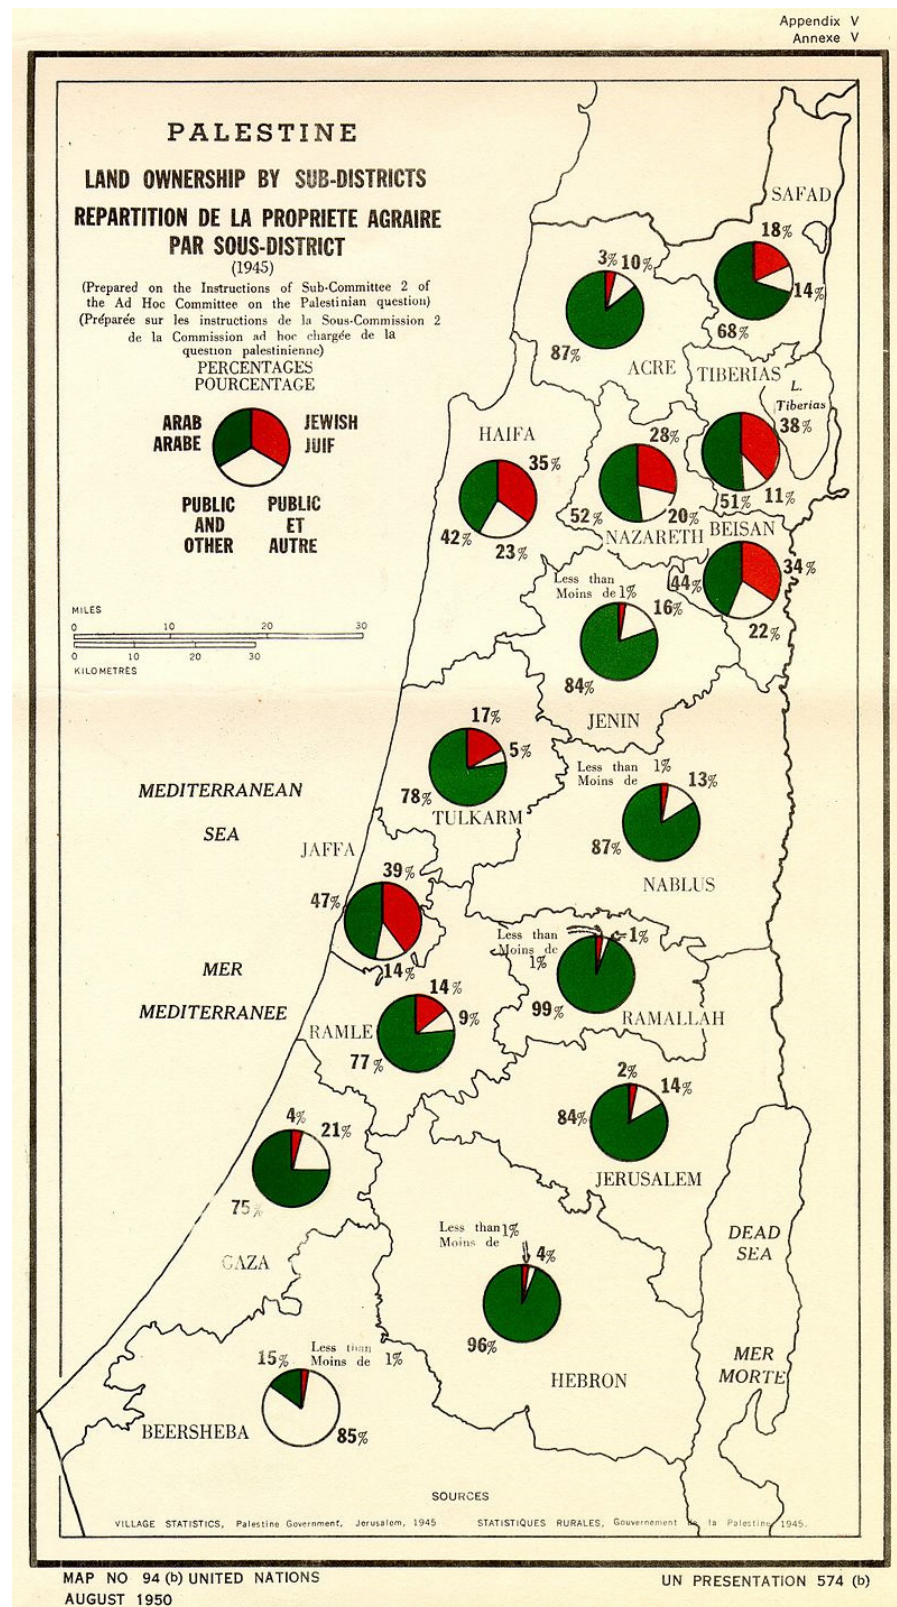 Appendix V
Annexe V
PALESTINE
LAND OWNERSHIP BY SUB-DISTRICTS
REPARTITION DE LA PROPRIETE AGRAIRE
PAR SOUS-DISTRICT
(1945)
(Prepared on the Instructions of Sub-Committee 2 of
the Ad Hoc Committee on the Palestinian question)
(Préparée sur les instructions de la Sous-Commission 2
de la Commission ad hoc chargée de la
question palestinienne)
PERCENTAGES
POURCENTAGE
ARAB
ARABE
JEWISH
JUIF
PUBLIC
AND
OTHER
PUBLIC
ET
AUTRE
MILES
0 10 20 30
0 10 20 30
KILOMETRES
SAFAD
18%
14%
68%
3% 10%
87%
ACRE
TIBERIAS
L.
Tiberias
38%
51% 11%
HAIFA
35%
42%
23%
28%
52%
20%
NAZARETH
BEISAN
34%
44%
22%
Less than
Moins de 1%
16%
84%
JENIN
17%
5%
78%
TULKARM
Less than
Moins de
1%
13%
87%
NABLUS
JAFFA
39%
47%
14%
Less than
Moins de
1%
1%
99%
RAMALLAH
14%
9%
RAMLE
77%
2%
14%
84%
JERUSALEM
4%
21%
75%
GAZA
Less than 1%
Moins de
4%
96%
HEBRON
15%
Less than
Moins de 1%
85%
BEERSHEBA
MEDITERRANEAN
SEA
MER
MEDITERRANEE
DEAD
SEA
MER
MORTE
SOURCES
VILLAGE STATISTICS, Palestine Government, Jerusalem, 1945
STATISTIQUES RURALES, Gouvernement de la Palestine, 1945.
MAP NO 94 (b) UNITED NATIONS
AUGUST 1950
UN PRESENTATION 574 (b)